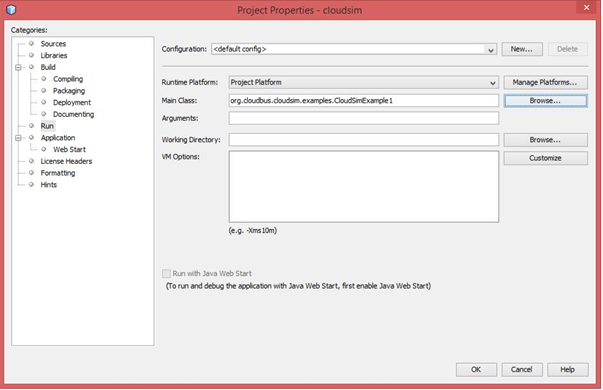 Project Properties - cloudsim
Categories:
Sources
Libraries
Build
Compiling
Packaging
Deployment
Documenting
Run
Application
Web Start
License Headers
Formatting
Hints
Configuration: <default config> New... Delete
Runtime Platform: Project Platform Manage Platforms...
Main Class: org.cloudbus.cloudsim.examples.CloudSimExample1 Browse...
Arguments:
Working Directory: Browse...
VM Options: Customize
(e.g. -Xms10m)
Run with Java Web Start
(To run and debug the application with Java Web Start, first enable Java Web Start)
OK Cancel Help